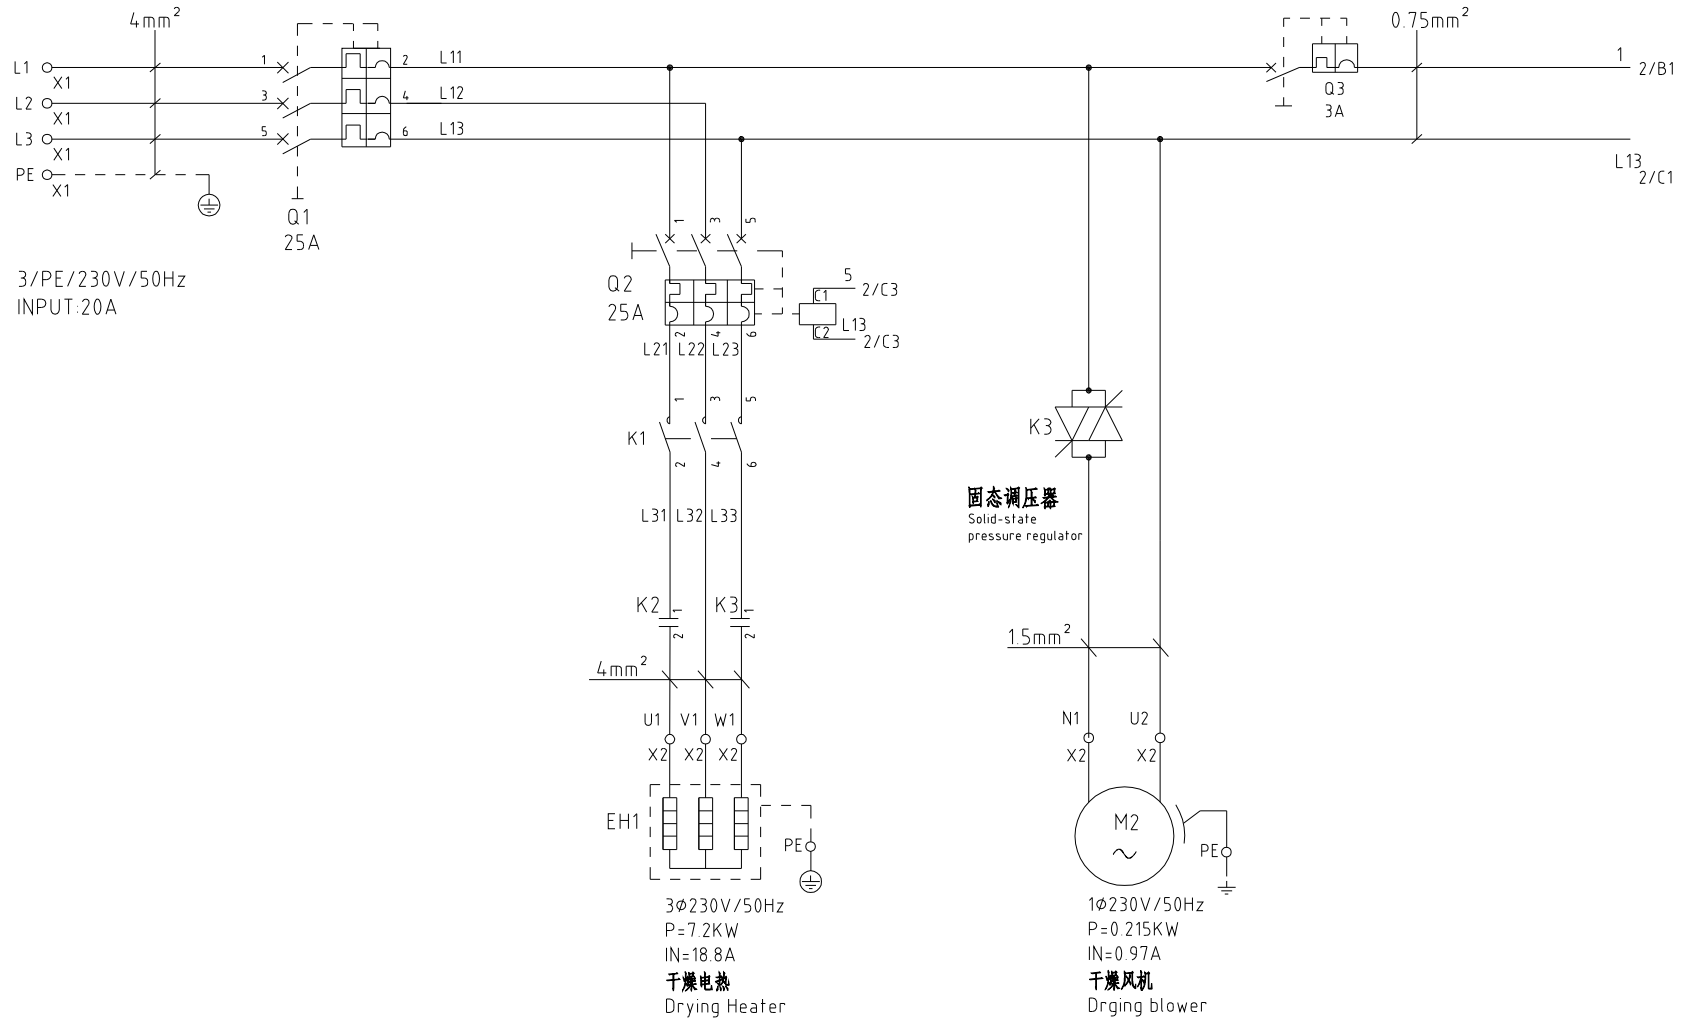 4mm²
0.75mm²
L1 X1 1 2 L11 1 2/B1
L2 X1 3 4 L12 Q3
3A
L3 X1 5 6 L13 L13
2/C1
PE X1
Q1
25A
3/PE/230V/50Hz
INPUT:20A
1 3 5
Q2
25A
5
C1 2/C3
L13
C2 2/C3
2 4 6
L21 L22 L23
1 3 5
K1
2 4 6
K3
固态调压器
Solid-state
pressure regulator
L31 L32 L33
K2 1 K3 1
2 2
4mm²
1.5mm²
U1 V1 W1
X2 X2 X2
N1 U2
X2 X2
EH1
PE
M2
PE
3Ø230V/50Hz
P=7.2KW
IN=18.8A
干燥电热
Drying Heater
1Ø230V/50Hz
P=0.215KW
IN=0.97A
干燥风机
Drging blower